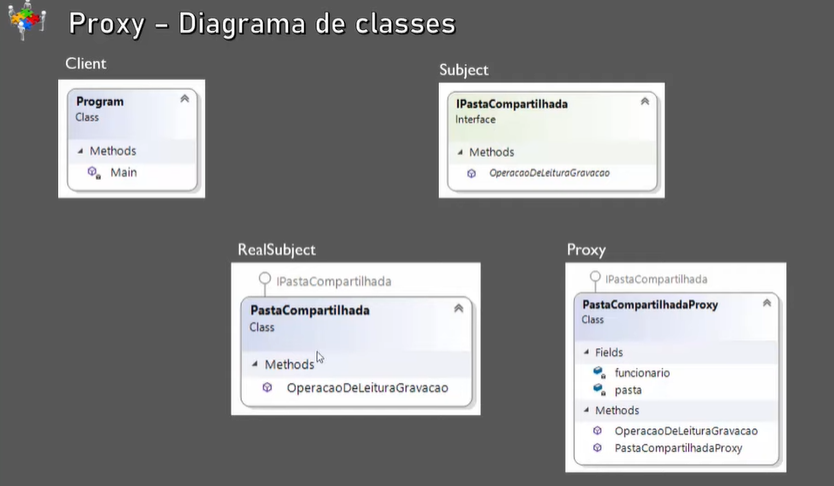 Proxy – Diagrama de classes
Client
Program
Class
Methods
Main
Subject
IPastaCompartilhada
Interface
Methods
OperacaoDeLeituraGravacao
RealSubject
IPastaCompartilhada
PastaCompartilhada
Class
Methods
OperacaoDeLeituraGravacao
Proxy
IPastaCompartilhada
PastaCompartilhadaProxy
Class
Fields
funcionario
pasta
Methods
OperacaoDeLeituraGravacao
PastaCompartilhadaProxy